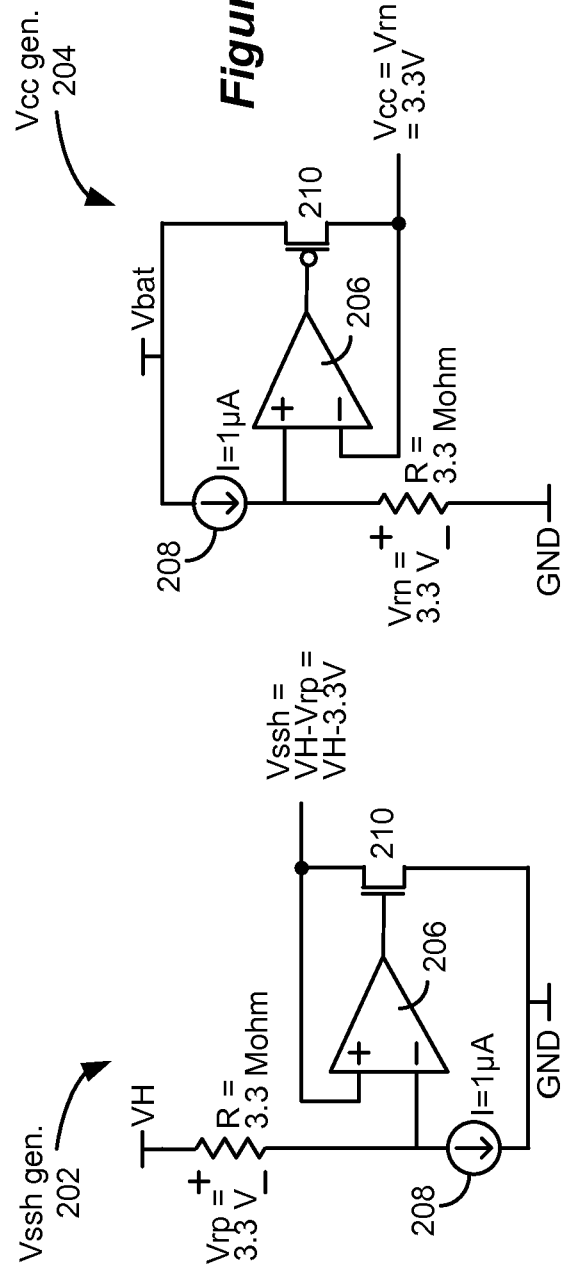 Vssh gen.
202
VH
Vrp =
3.3 V
+
−
R =
3.3 Mohm
+
−
206
208
I=1µA
GND
210
Vssh =
VH-Vrp =
VH-3.3V
Vcc gen.
204
Vbat
208
I=1µA
+
−
206
210
Vrn =
3.3 V
+
−
R =
3.3 Mohm
GND
Vcc = Vrn
= 3.3V
Figur